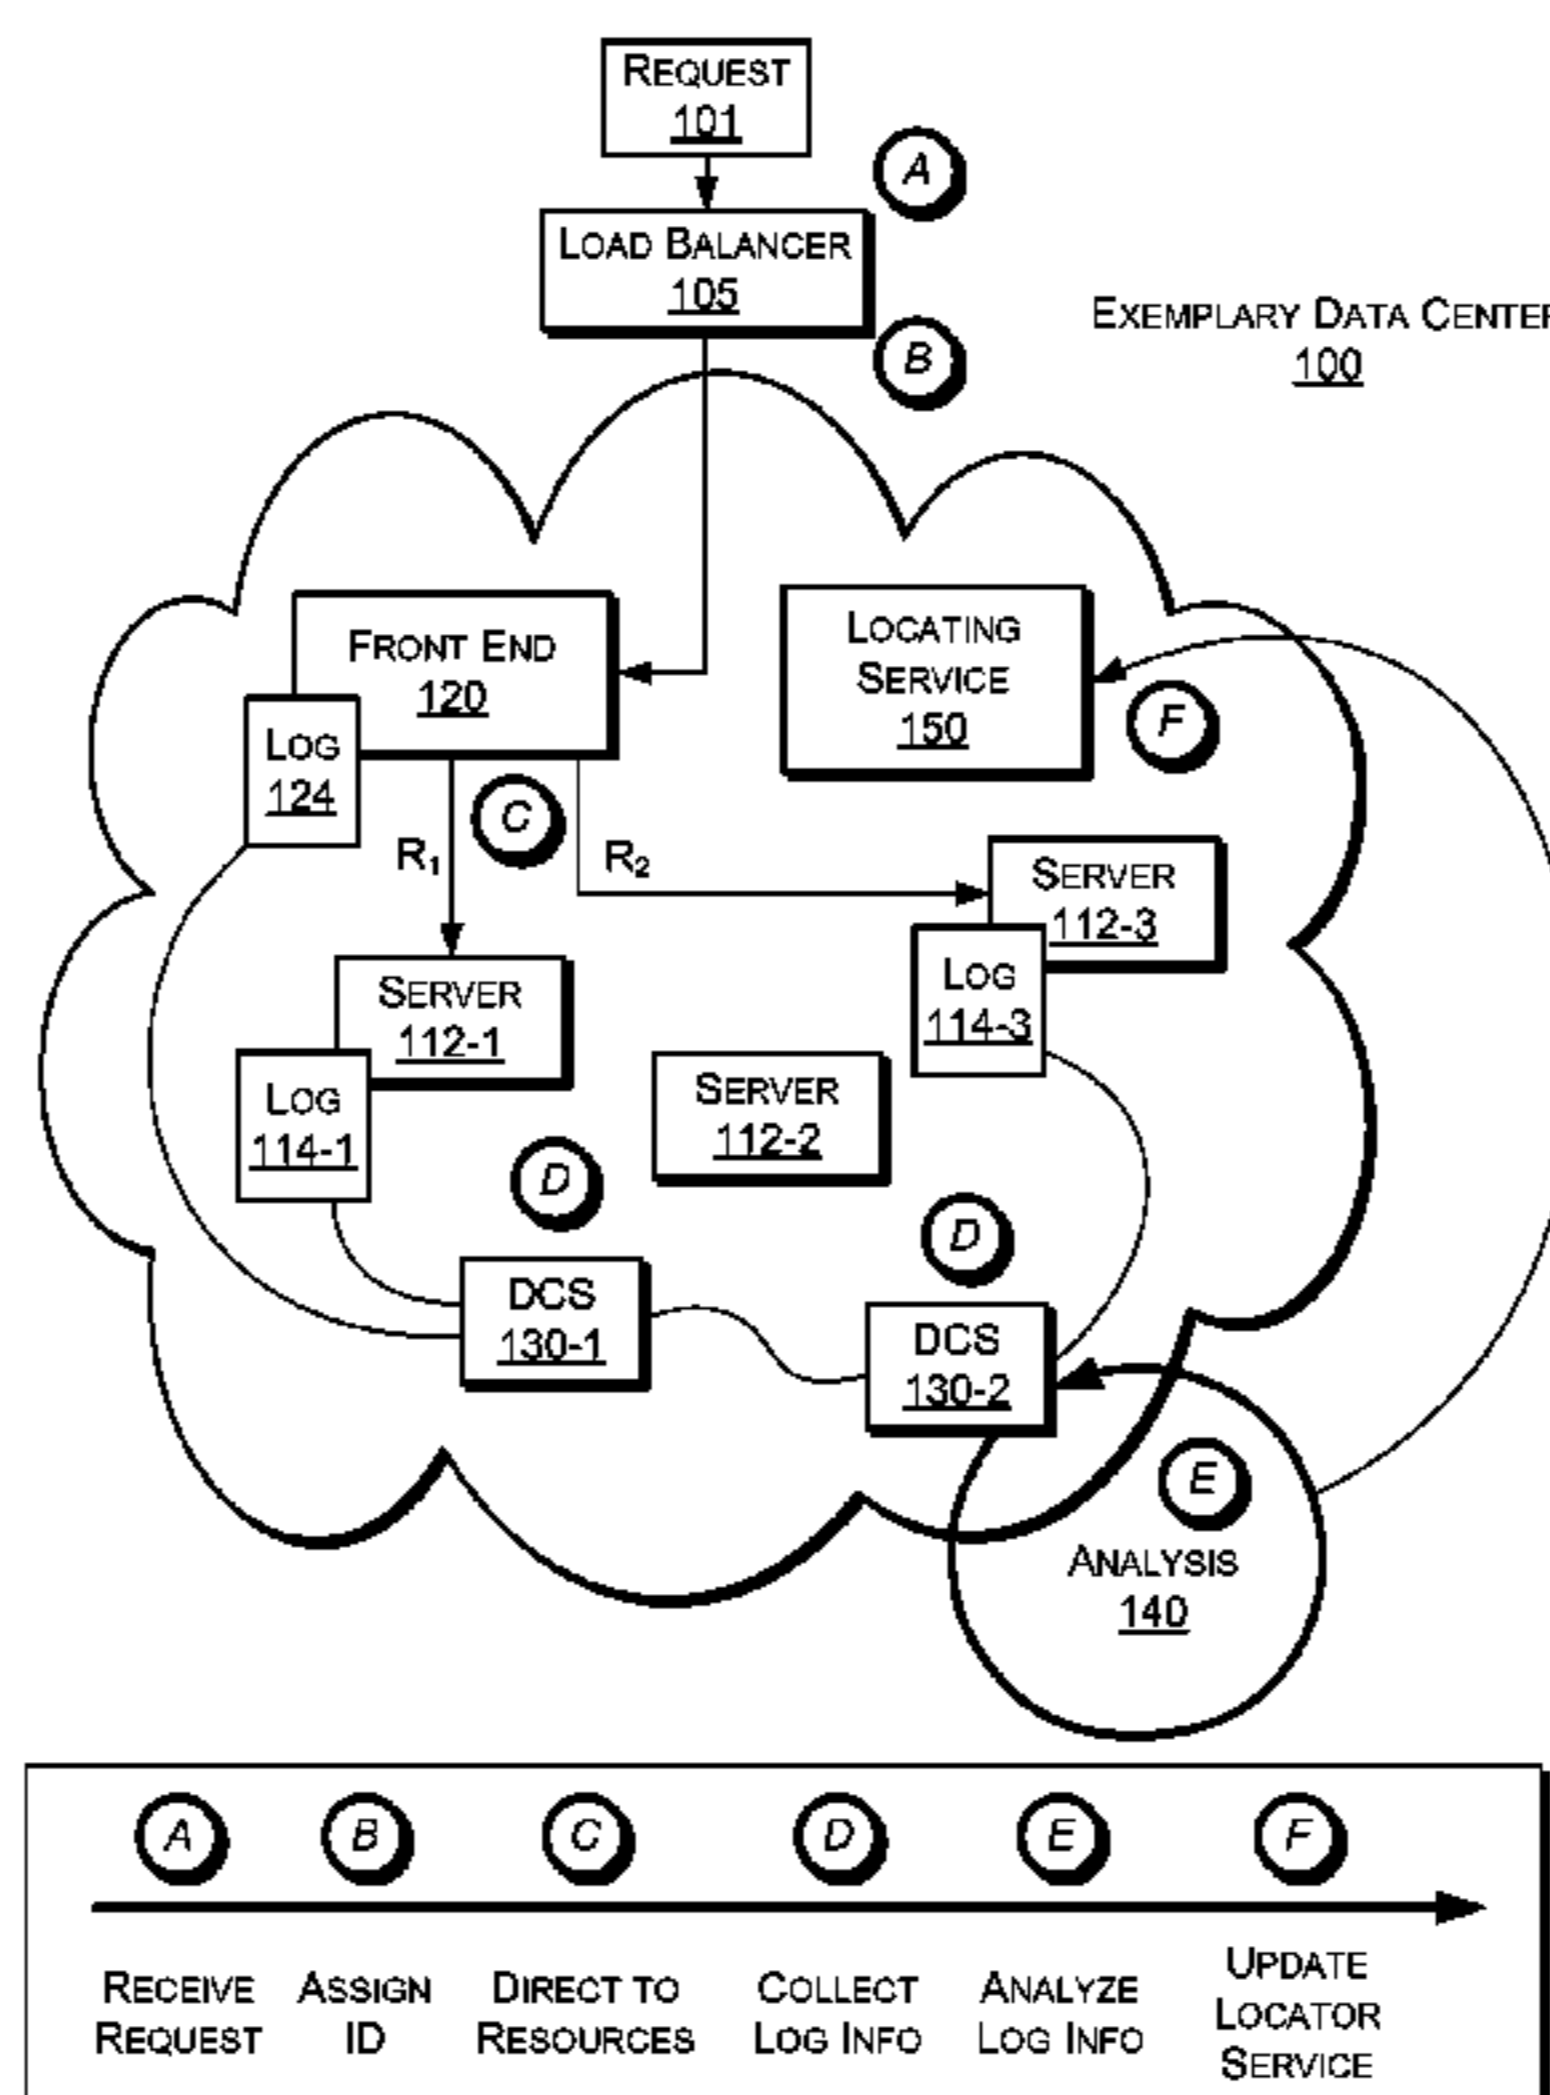 REQUEST
101
A
LOAD BALANCER
105
B
EXEMPLARY DATA CENTER
100
FRONT END
120
LOG
124
LOCATING
SERVICE
150
F
C
R1
R2
SERVER
112-3
LOG
114-3
SERVER
112-1
LOG
114-1
SERVER
112-2
D
D
DCS
130-1
DCS
130-2
E
ANALYSIS
140
A B C D E F
RECEIVE
REQUEST
ASSIGN
ID
DIRECT TO
RESOURCES
COLLECT
LOG INFO
ANALYZE
LOG INFO
UPDATE
LOCATOR
SERVICE